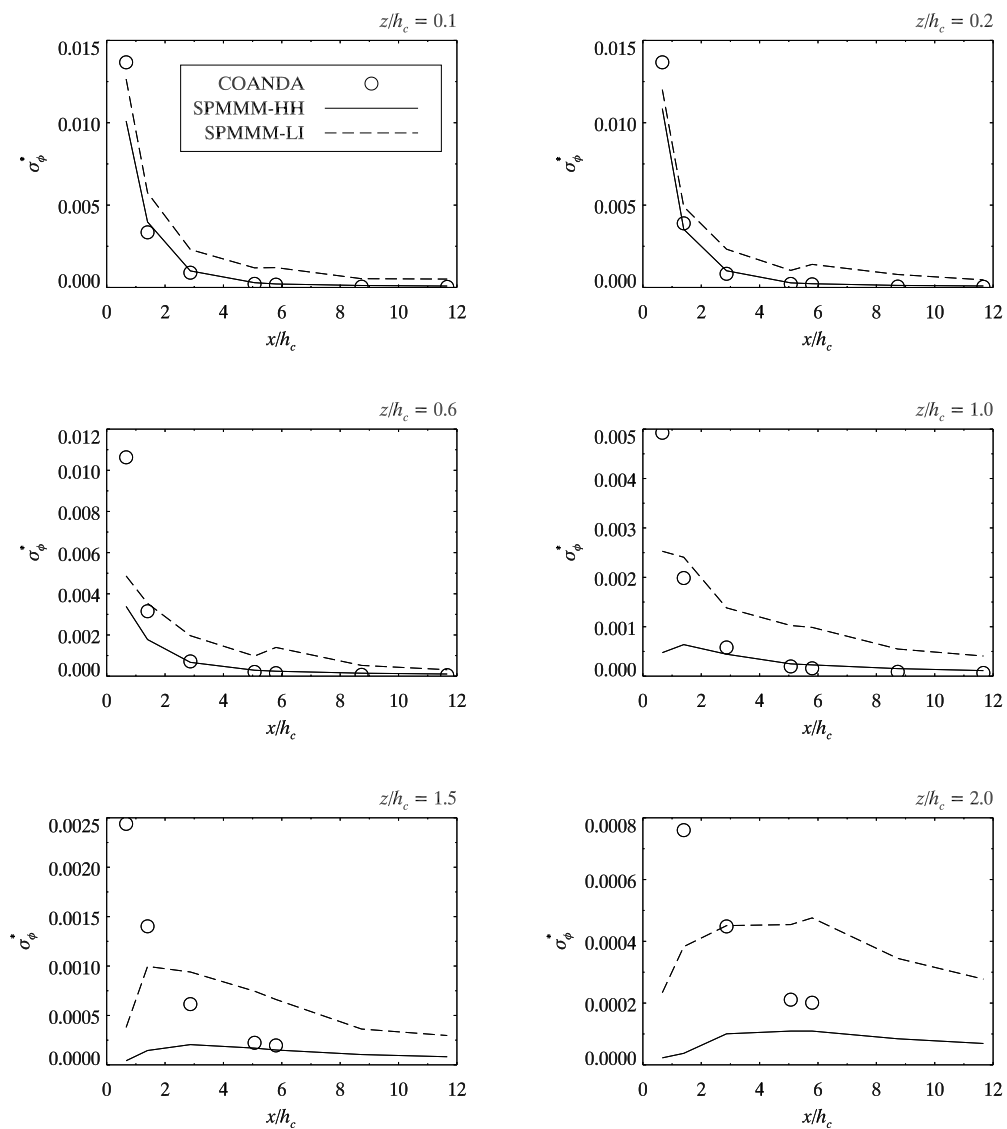 z/h_c = 0.1
0.015
0.010
0.005
0.000
σ*_ϕ
COANDA
SPMMM-HH
SPMMM-LI
0 2 4 6 8 10 12
x/h_c
z/h_c = 0.2
0.015
0.010
0.005
0.000
σ*_ϕ
0 2 4 6 8 10 12
x/h_c
z/h_c = 0.6
0.012
0.010
0.008
0.006
0.004
0.002
0.000
σ*_ϕ
0 2 4 6 8 10 12
x/h_c
z/h_c = 1.0
0.005
0.004
0.003
0.002
0.001
0.000
σ*_ϕ
0 2 4 6 8 10 12
x/h_c
z/h_c = 1.5
0.0025
0.0020
0.0015
0.0010
0.0005
0.0000
σ*_ϕ
0 2 4 6 8 10 12
x/h_c
z/h_c = 2.0
0.0008
0.0006
0.0004
0.0002
0.0000
σ*_ϕ
0 2 4 6 8 10 12
x/h_c